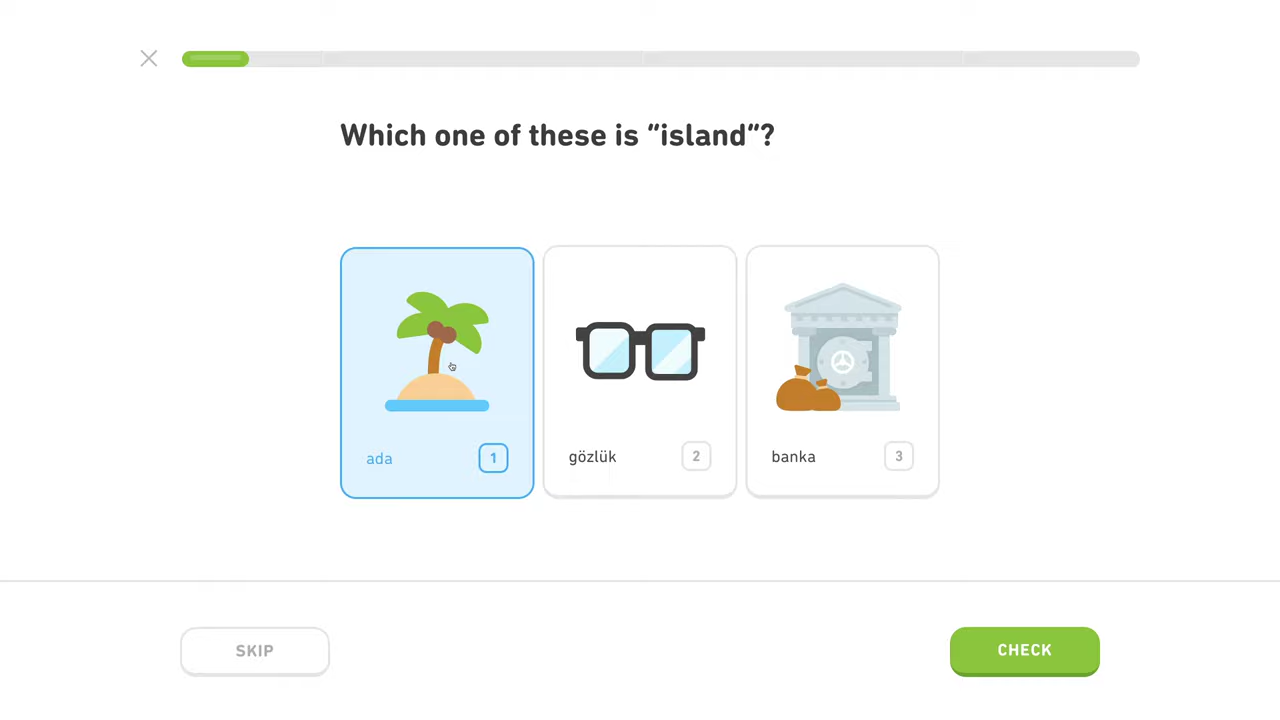 Which one of these is "island"?
ada 1
gözlük 2
banka 3
SKIP
CHECK